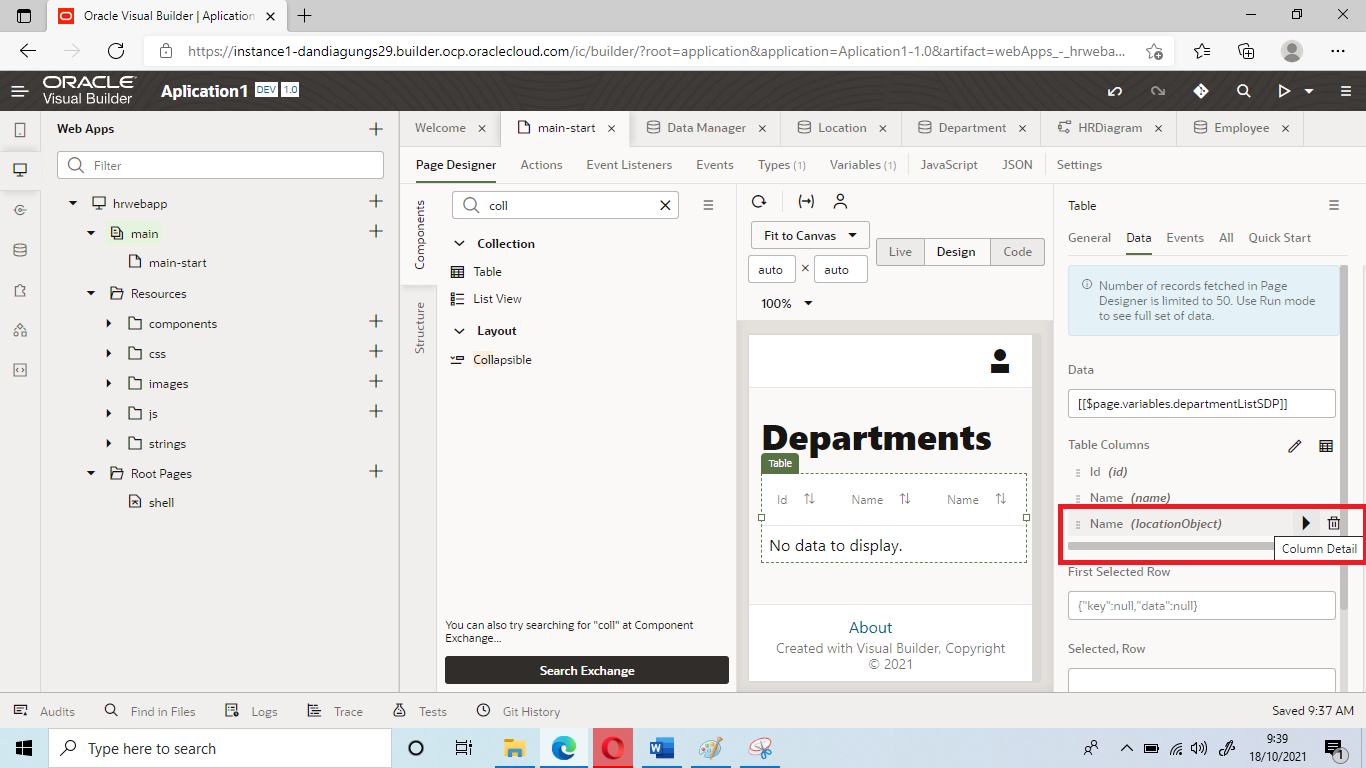 Oracle Visual Builder | Aplication
https://instance1-dandiagungs29.builder.ocp.oraclecloud.com/ic/builder/?root=application&application=Aplication1-1.0&artifact=webApps_-_hrweba...
ORACLE
Visual Builder
Aplication1 DEV 1.0
Web Apps
Filter
hrwebapp
main
main-start
Resources
components
css
images
js
strings
Root Pages
shell
Welcome
main-start
Data Manager
Location
Department
HRDiagram
Employee
Page Designer
Actions
Event Listeners
Events
Types (1)
Variables (1)
JavaScript
JSON
Settings
Components
Structure
coll
Collection
Table
List View
Layout
Collapsible
You can also try searching for "coll" at Component
Exchange...
Search Exchange
Fit to Canvas
Live
Design
Code
auto × auto
100%
Departments
Table
Id
Name
Name
No data to display.
About
Created with Visual Builder, Copyright
© 2021
Table
General
Data
Events
All
Quick Start
Number of records fetched in Page
Designer is limited to 50. Use Run mode
to see full set of data.
Data
[[$page.variables.departmentListSDP]]
Table Columns
Id (id)
Name (name)
Name (locationObject)
Column Detail
First Selected Row
{"key":null,"data":null}
Selected, Row
Audits
Find in Files
Logs
Trace
Tests
Git History
Saved 9:37 AM
Type here to search
9:39
18/10/2021
1